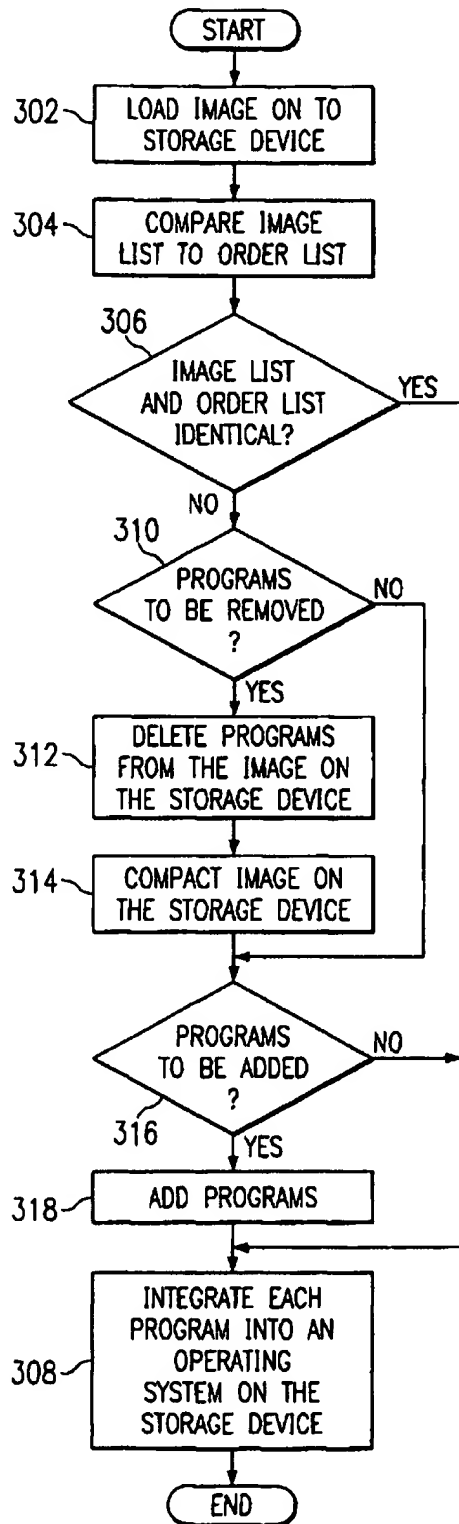 START
302
LOAD IMAGE ON TO
STORAGE DEVICE
304
COMPARE IMAGE
LIST TO ORDER LIST
306
IMAGE LIST
AND ORDER LIST
IDENTICAL?
YES
NO
310
PROGRAMS
TO BE REMOVED
?
NO
YES
312
DELETE PROGRAMS
FROM THE IMAGE ON
THE STORAGE DEVICE
314
COMPACT IMAGE ON
THE STORAGE DEVICE
PROGRAMS
TO BE ADDED
?
NO
316
YES
318
ADD PROGRAMS
308
INTEGRATE EACH
PROGRAM INTO AN
OPERATING
SYSTEM ON THE
STORAGE DEVICE
END